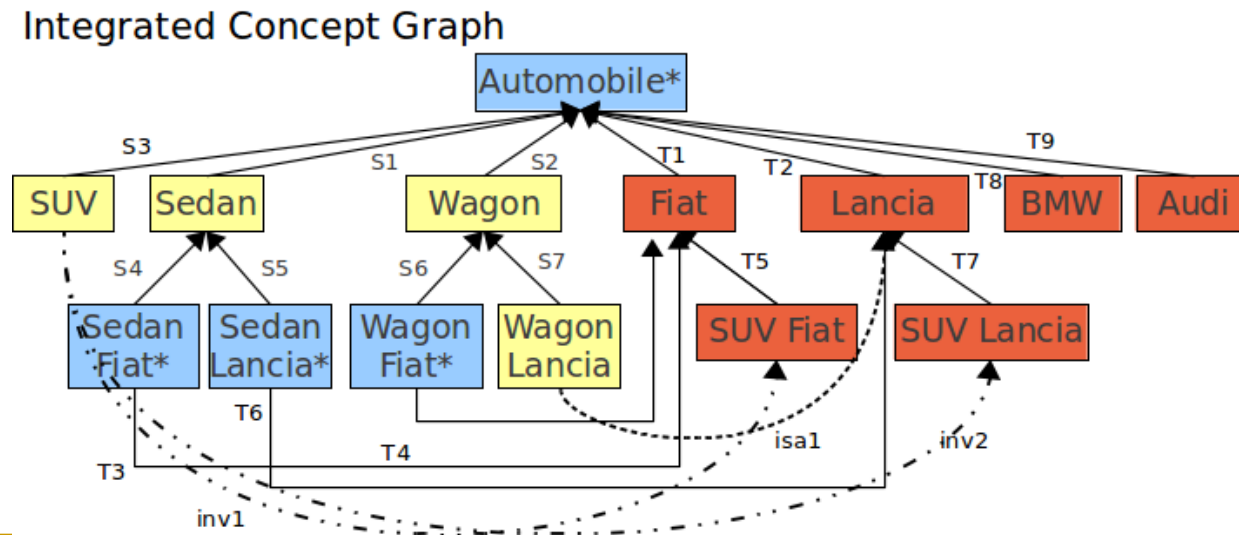 Integrated Concept Graph
Automobile*
S3
S1
S2
T1
T2
T8
T9
SUV
Sedan
Wagon
Fiat
Lancia
BMW
Audi
S4
S5
S6
S7
T5
T7
Sedan
Fiat*
Sedan
Lancia*
Wagon
Fiat*
Wagon
Lancia
SUV Fiat
SUV Lancia
T6
T4
T3
isa1
inv2
inv1